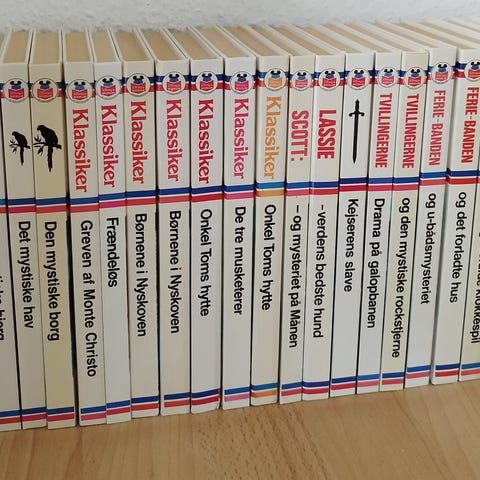 Det mystiske hav
Den mystiske borg
Klassiker
Greven af Monte Christo
Klassiker
Frændeløs
Klassiker
Børnene i Nyskoven
Klassiker
Børnene i Nyskoven
Klassiker
Onkel Toms hytte
Klassiker
De tre musketerer
Klassiker
Onkel Toms hytte
SCOTT:
- og mysteriet på Månen
LASSIE
-verdens bedste hund
Kejserens slave
TVILLINGERNE
Drama på galopbanen
TVILLINGERNE
og den mystiske rockstjerne
FERIE-BANDEN
og u-bådsmysteriet
FERIE-BANDEN
og det forladte hus